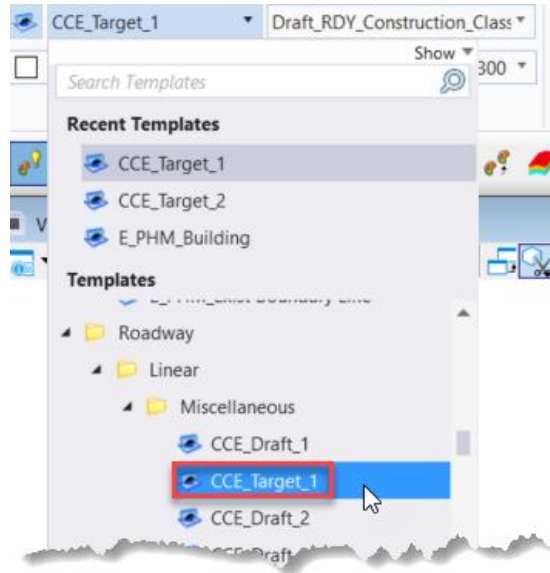 CCE_Target_1 Draft_RDY_Construction_Class
Show
300
Search Templates
Recent Templates
CCE_Target_1
CCE_Target_2
E_PHM_Building
V
Templates
Roadway
Linear
Miscellaneous
CCE_Draft_1
CCE_Target_1
CCE_Draft_2